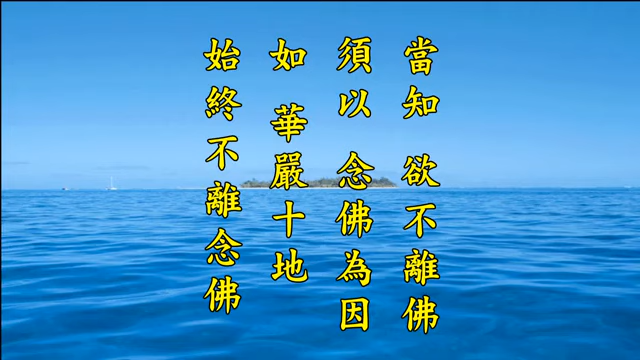 當知 欲不離佛
須以 念佛為因
如 華嚴十地
始終不離念佛